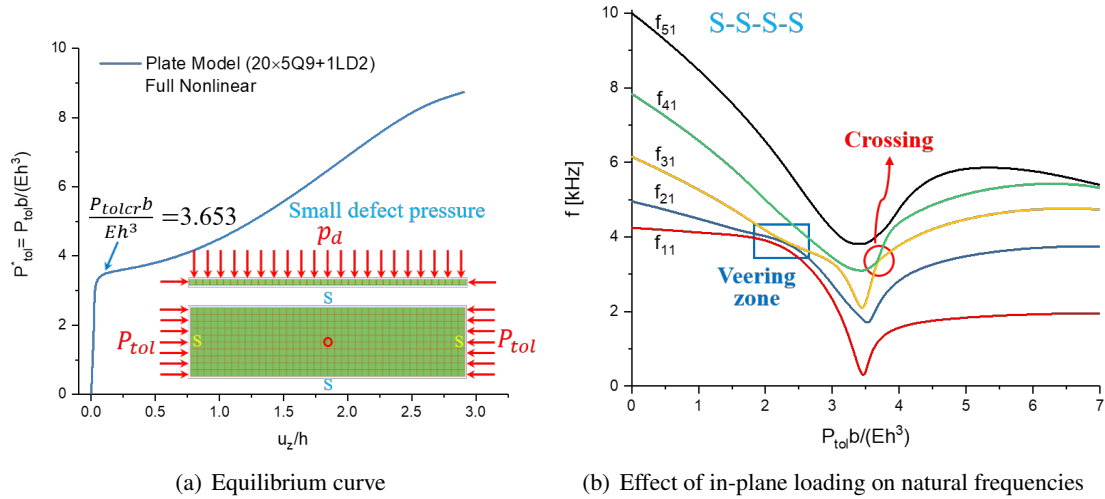 10
8
6
4
2
0
P*tol= Ptolb/(Eh³)
Plate Model (20×5Q9+1LD2)
Full Nonlinear
Ptolcr b
Eh³
=3.653
Small defect pressure
pd
S
Ptol
S
S
Ptol
S
0.0 0.5 1.0 1.5 2.0 2.5 3.0
uz/h
(a) Equilibrium curve
S-S-S-S
10
8
6
4
2
0
f [kHz]
f51
f41
f31
f21
f11
Crossing
Veering
zone
0 1 2 3 4 5 6 7
Ptolb/(Eh³)
(b) Effect of in-plane loading on natural frequencies